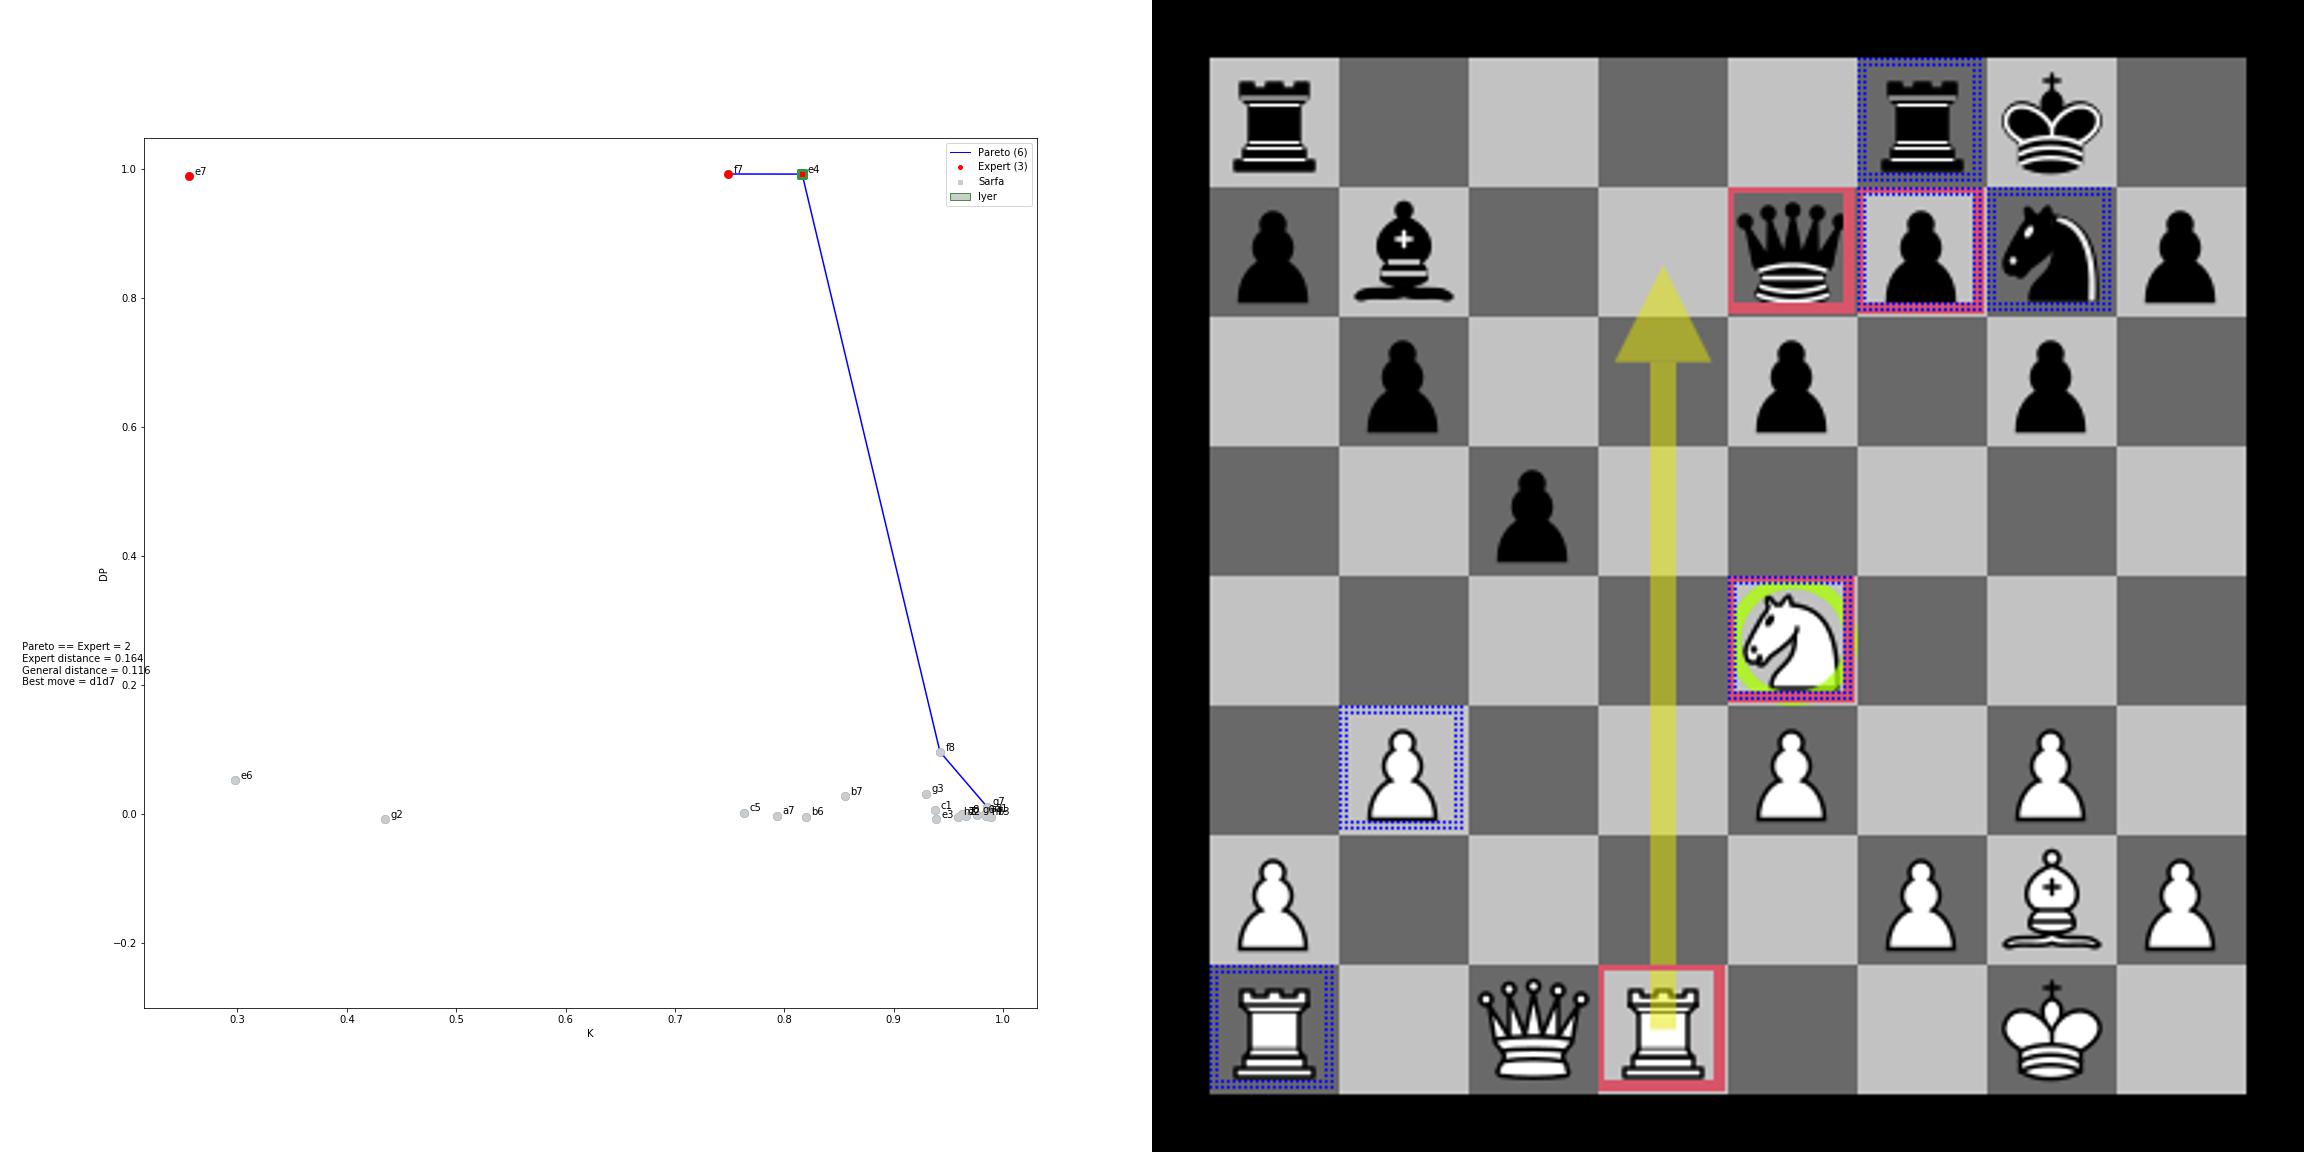 Pareto (6)
Expert (3)
Sarfa
Iyer
e7
f7
e4
1.0
0.8
0.6
0.4
DP
Pareto == Expert = 2
Expert distance = 0.164
General distance = 0.116
Best move = d1d7
0.2
f8
e6
b7
g3
g7
c1
c5
a7
b6
e3
g2
0.0
−0.2
0.3
0.4
0.5
0.6
0.7
0.8
0.9
1.0
K